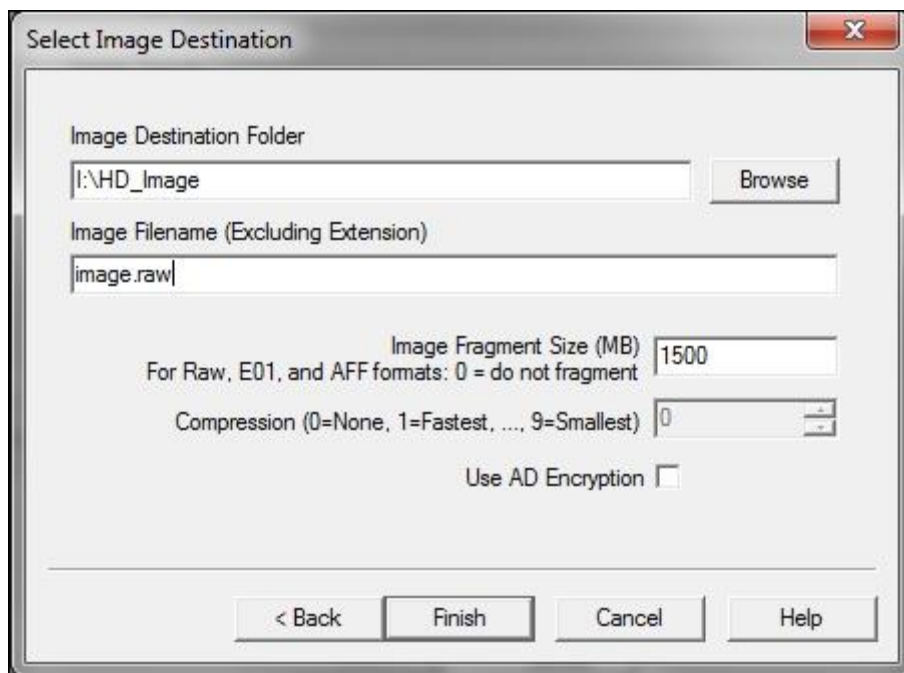 Select Image Destination
Image Destination Folder
I:\HD_Image
Browse
Image Filename (Excluding Extension)
image.raw
Image Fragment Size (MB)
1500
For Raw, E01, and AFF formats: 0 = do not fragment
Compression (0=None, 1=Fastest, ..., 9=Smallest)
0
Use AD Encryption
< Back
Finish
Cancel
Help